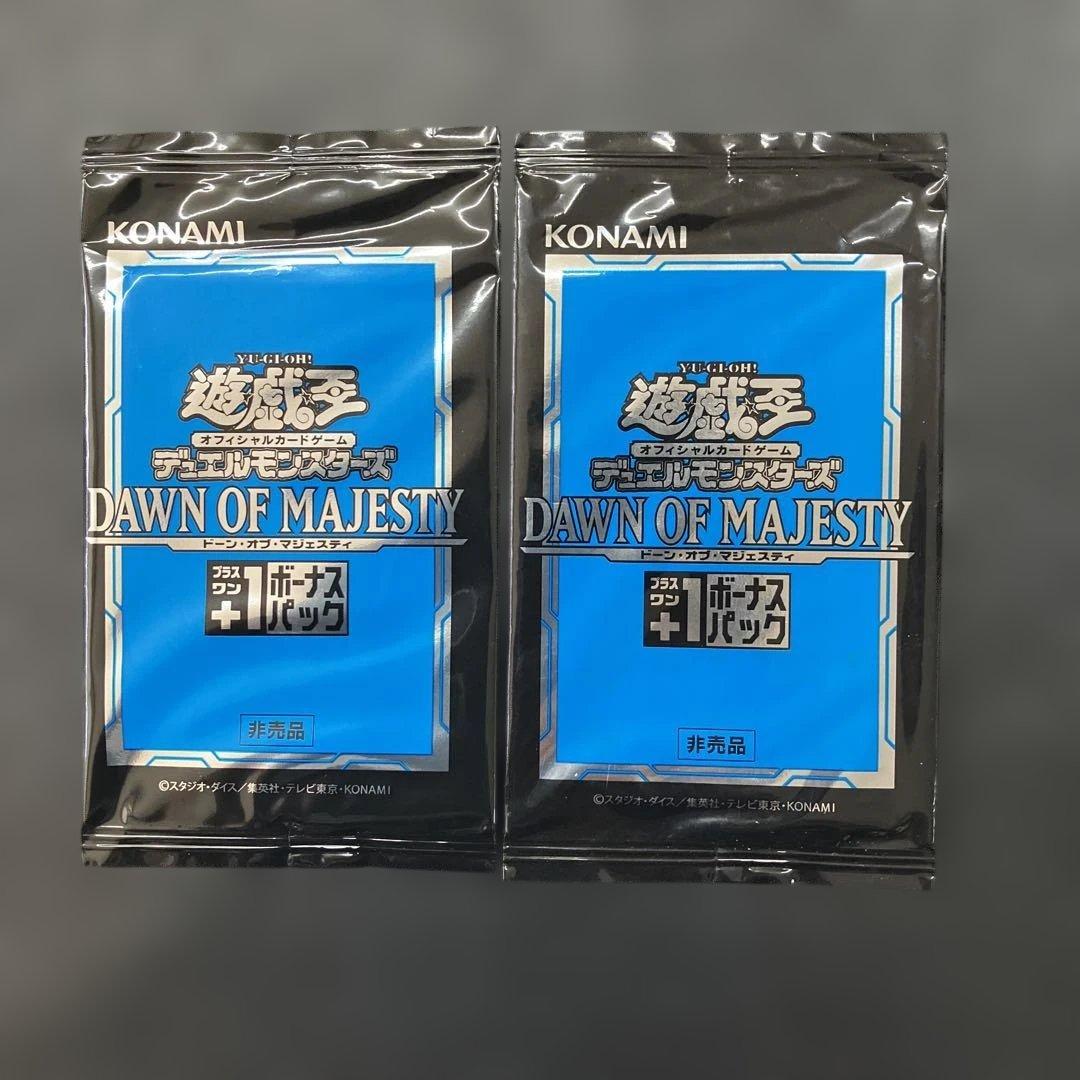 KONAMI
YU-GI-OH!
遊☆戯☆王
オフィシャルカードゲーム
デュエルモンスターズ
DAWN OF MAJESTY
ドーン・オブ・マジェスティ
プラスワン
+1
ボーナスパック
非売品
©スタジオ・ダイス／集英社・テレビ東京・KONAMI
KONAMI
YU-GI-OH!
遊☆戯☆王
オフィシャルカードゲーム
デュエルモンスターズ
DAWN OF MAJESTY
ドーン・オブ・マジェスティ
プラスワン
+1
ボーナスパック
非売品
©スタジオ・ダイス／集英社・テレビ東京・KONAMI